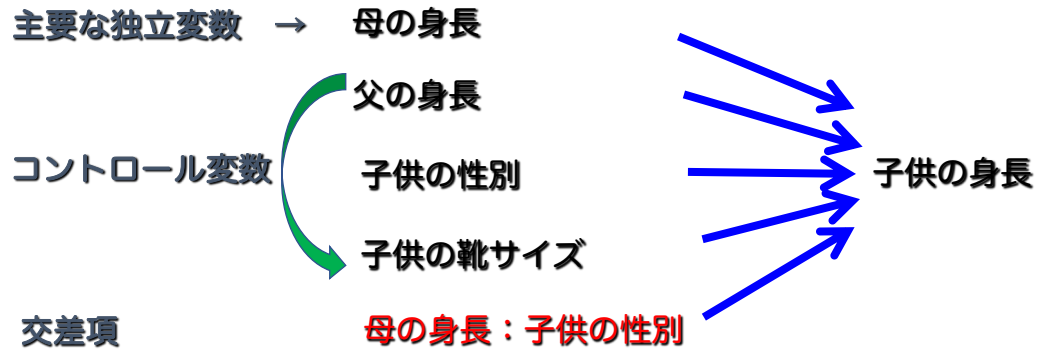 主要な独立変数 → 母の身長
父の身長
コントロール変数 子供の性別
子供の身長
子供の靴サイズ
交差項 母の身長：子供の性別